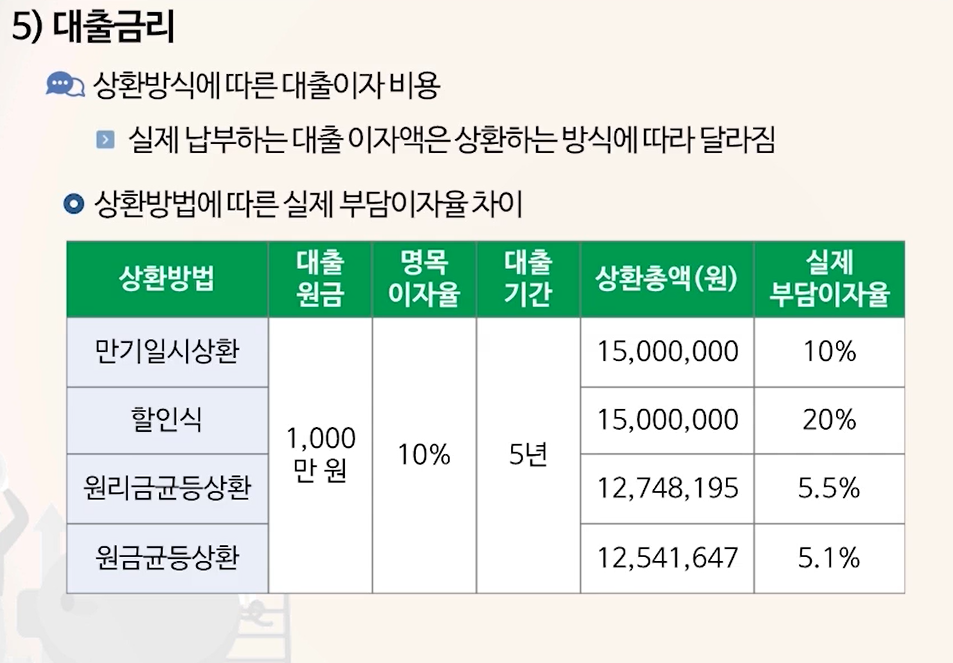 5) 대출금리
상환방식에 따른 대출이자 비용
실제 납부하는 대출 이자액은 상환하는 방식에 따라 달라짐
상환방법에 따른 실제 부담이자율 차이
상환방법
대출
원금
명목
이자율
대출
기간
상환총액(원)
실제
부담이자율
만기일시상환
1,000
만 원
10%
5년
15,000,000
10%
할인식
15,000,000
20%
원리금균등상환
12,748,195
5.5%
원금균등상환
12,541,647
5.1%